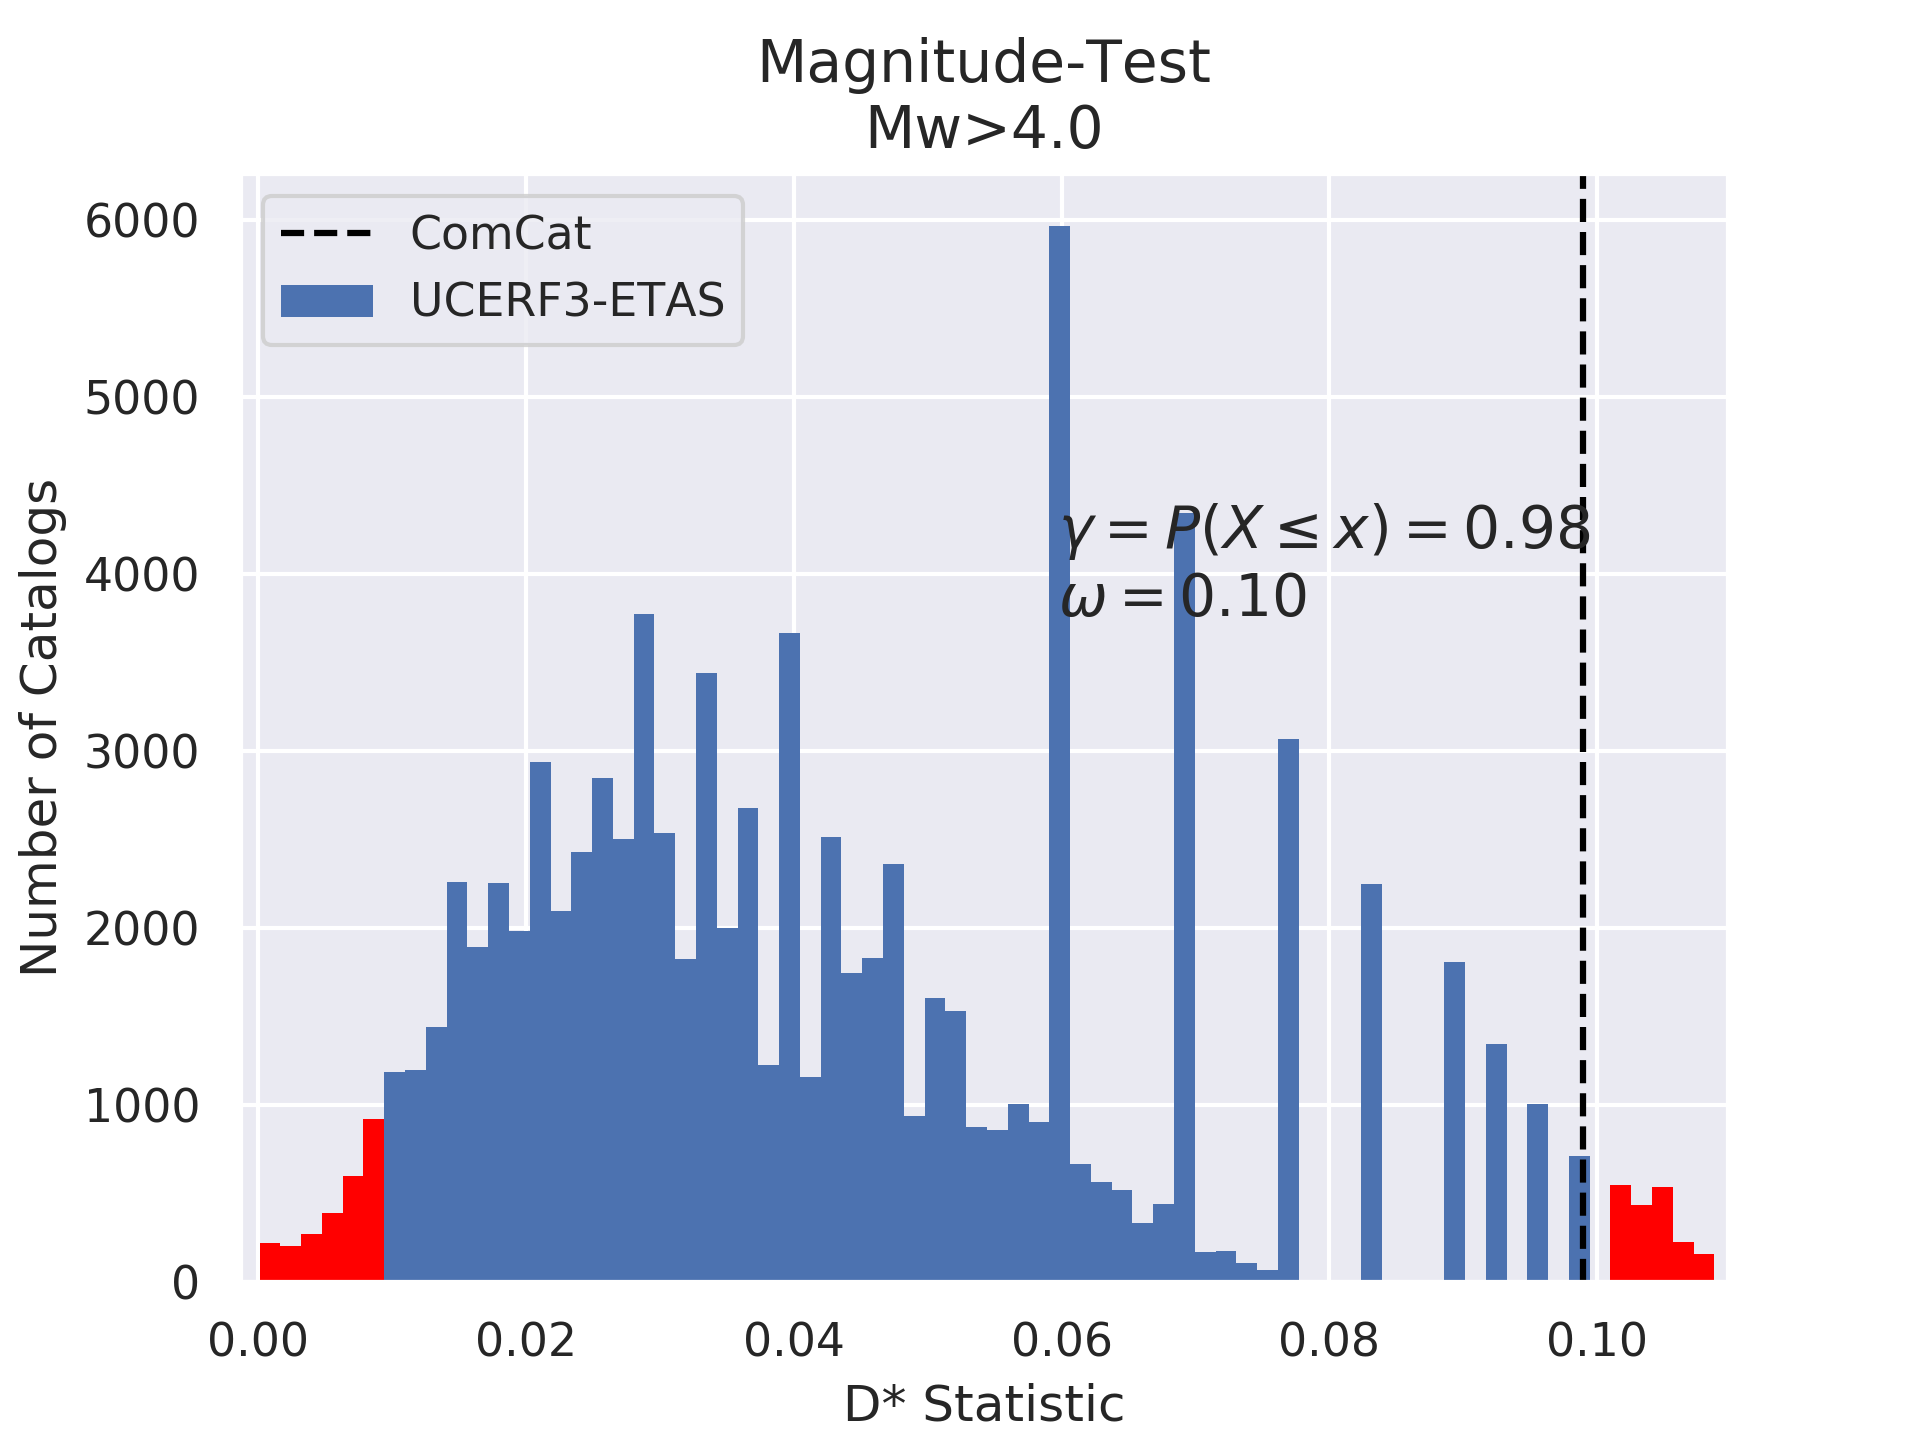 Magnitude-Test
Mw>4.0
ComCat
UCERF3-ETAS
γ = P(X ≤ x) = 0.98
ω = 0.10
Number of Catalogs
6000
5000
4000
3000
2000
1000
0
0.00 0.02 0.04 0.06 0.08 0.10
D* Statistic